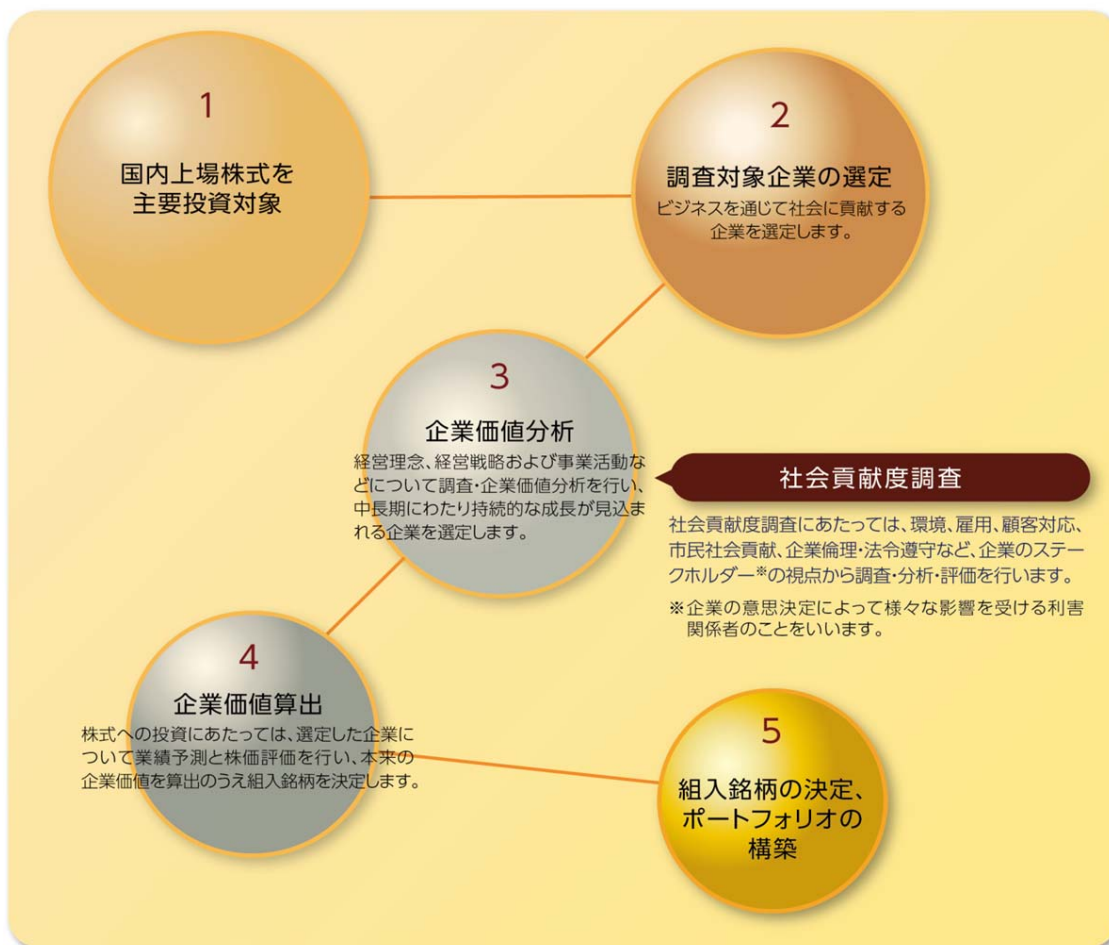 1
国内上場株式を
主要投資対象
2
調査対象企業の選定
ビジネスを通じて社会に貢献する
企業を選定します。
3
企業価値分析
経営理念、経営戦略および事業活動な
どについて調査・企業価値分析を行い、
中長期にわたり持続的な成長が見込ま
れる企業を選定します。
社会貢献度調査
社会貢献度調査にあたっては、環境、雇用、顧客対応、
市民社会貢献、企業倫理・法令遵守など、企業のステー
クホルダー※の視点から調査・分析・評価を行います。
※企業の意思決定によって様々な影響を受ける利害
関係者のことをいいます。
4
企業価値算出
株式への投資にあたっては、選定した企業に
ついて業績予測と株価評価を行い、本来の
企業価値を算出のうえ組入銘柄を決定します。
5
組入銘柄の決定、
ポートフォリオの
構築